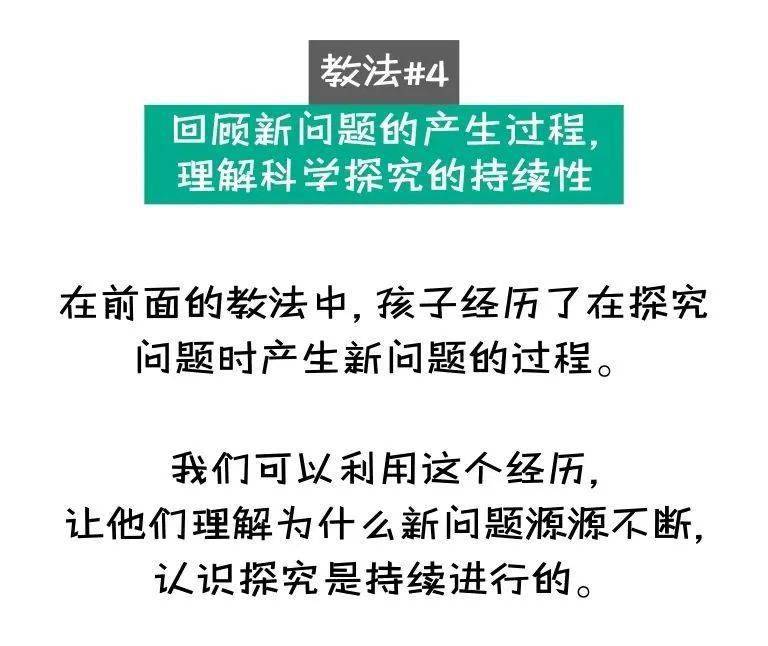 教法#4
回顾新问题的产生过程,
理解科学探究的持续性
在前面的教法中,孩子经历了在探究
问题时产生新问题的过程。
我们可以利用这个经历,
让他们理解为什么新问题源源不断,
认识探究是持续进行的。